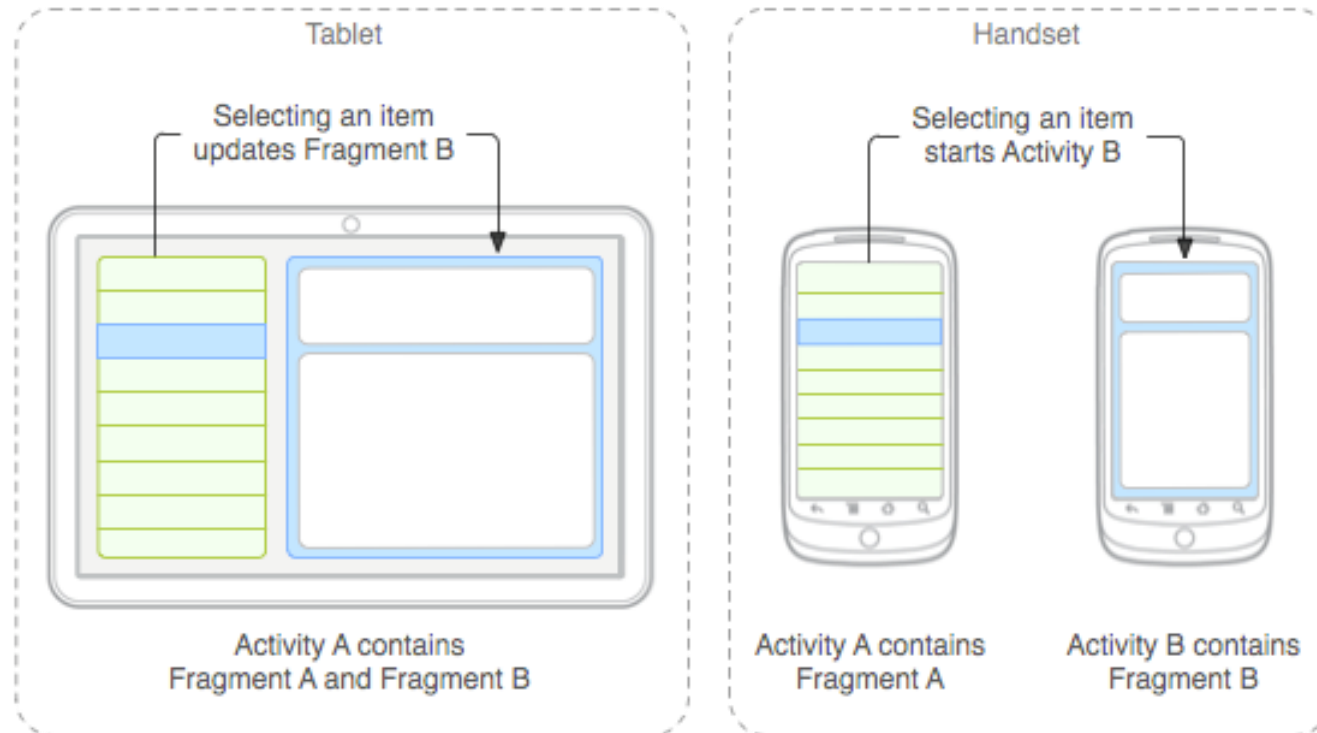 Tablet
Selecting an item
updates Fragment B
Activity A contains
Fragment A and Fragment B
Handset
Selecting an item
starts Activity B
Activity A contains
Fragment A
Activity B contains
Fragment B